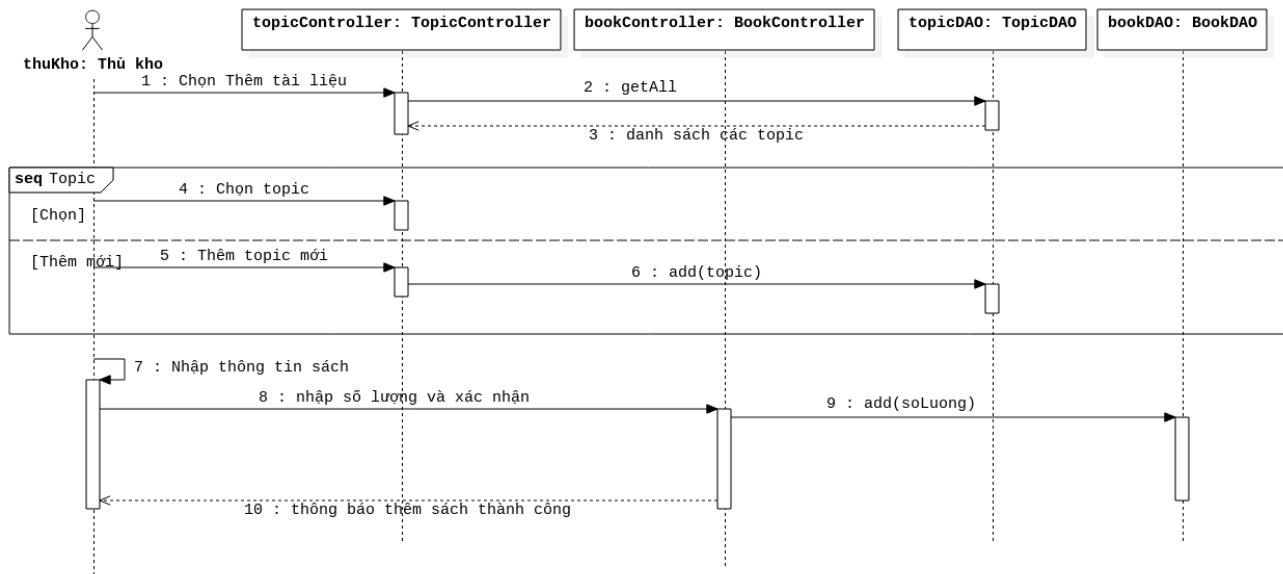 topicController: TopicController
bookController: BookController
topicDAO: TopicDAO
bookDAO: BookDAO
thuKho: Thủ kho
1 : Chọn Thêm tài liệu
2 : getAll
3 : danh sách các topic
seq Topic
4 : Chọn topic
[Chọn]
5 : Thêm topic mới
[Thêm mới]
6 : add(topic)
7 : Nhập thông tin sách
8 : nhập số lượng và xác nhận
9 : add(soLuong)
10 : thông báo thêm sách thành công